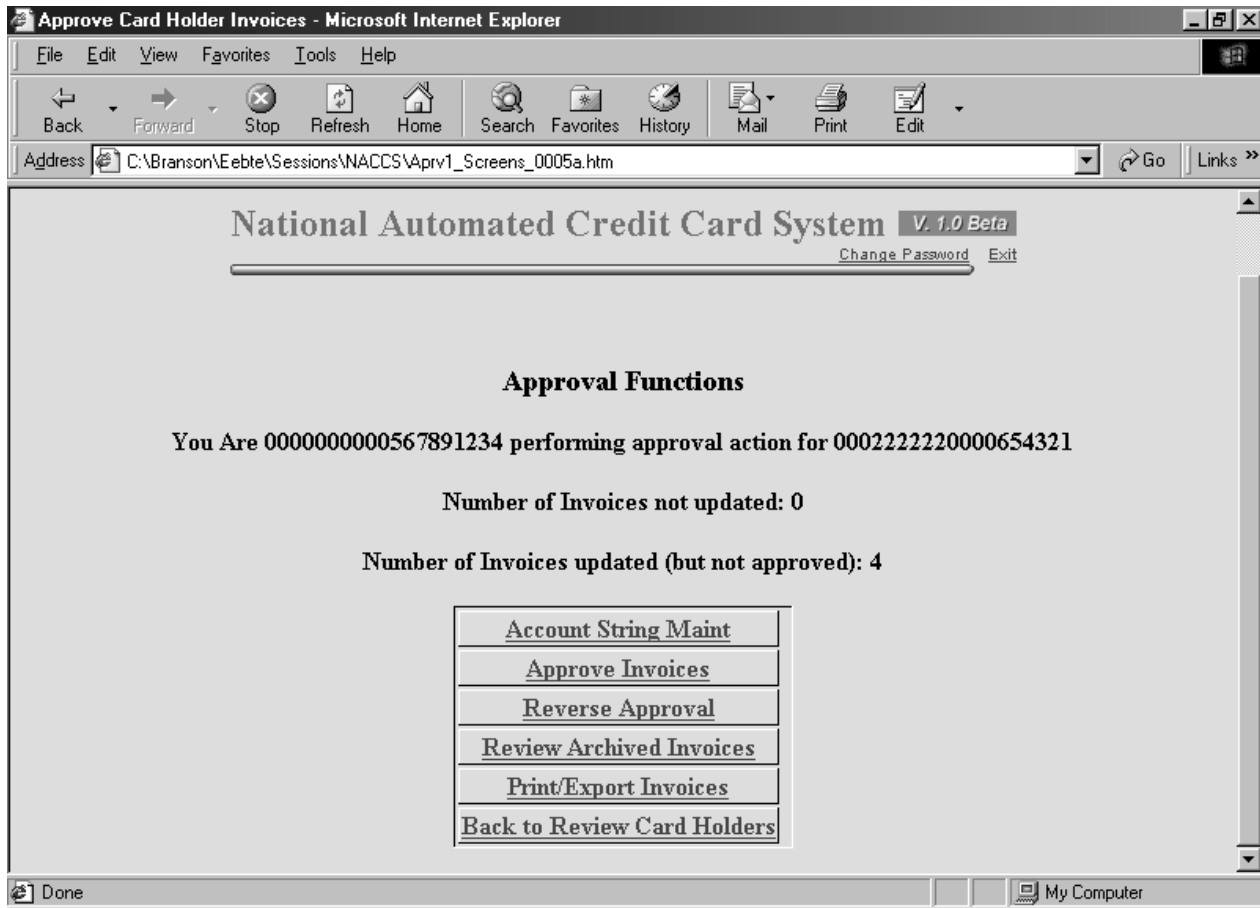 Approve Card Holder Invoices - Microsoft Internet Explorer
File Edit View Favorites Tools Help
Back Forward Stop Refresh Home Search Favorites History Mail Print Edit
Address C:\Branson\Eebte\Sessions\NACCS\Aprv1_Screens_0005a.htm Go Links »
National Automated Credit Card System V. 1.0 Beta
Change Password Exit
Approval Functions
You Are 0000000000567891234 performing approval action for 0002222220000654321
Number of Invoices not updated: 0
Number of Invoices updated (but not approved): 4
Account String Maint
Approve Invoices
Reverse Approval
Review Archived Invoices
Print/Export Invoices
Back to Review Card Holders
Done My Computer